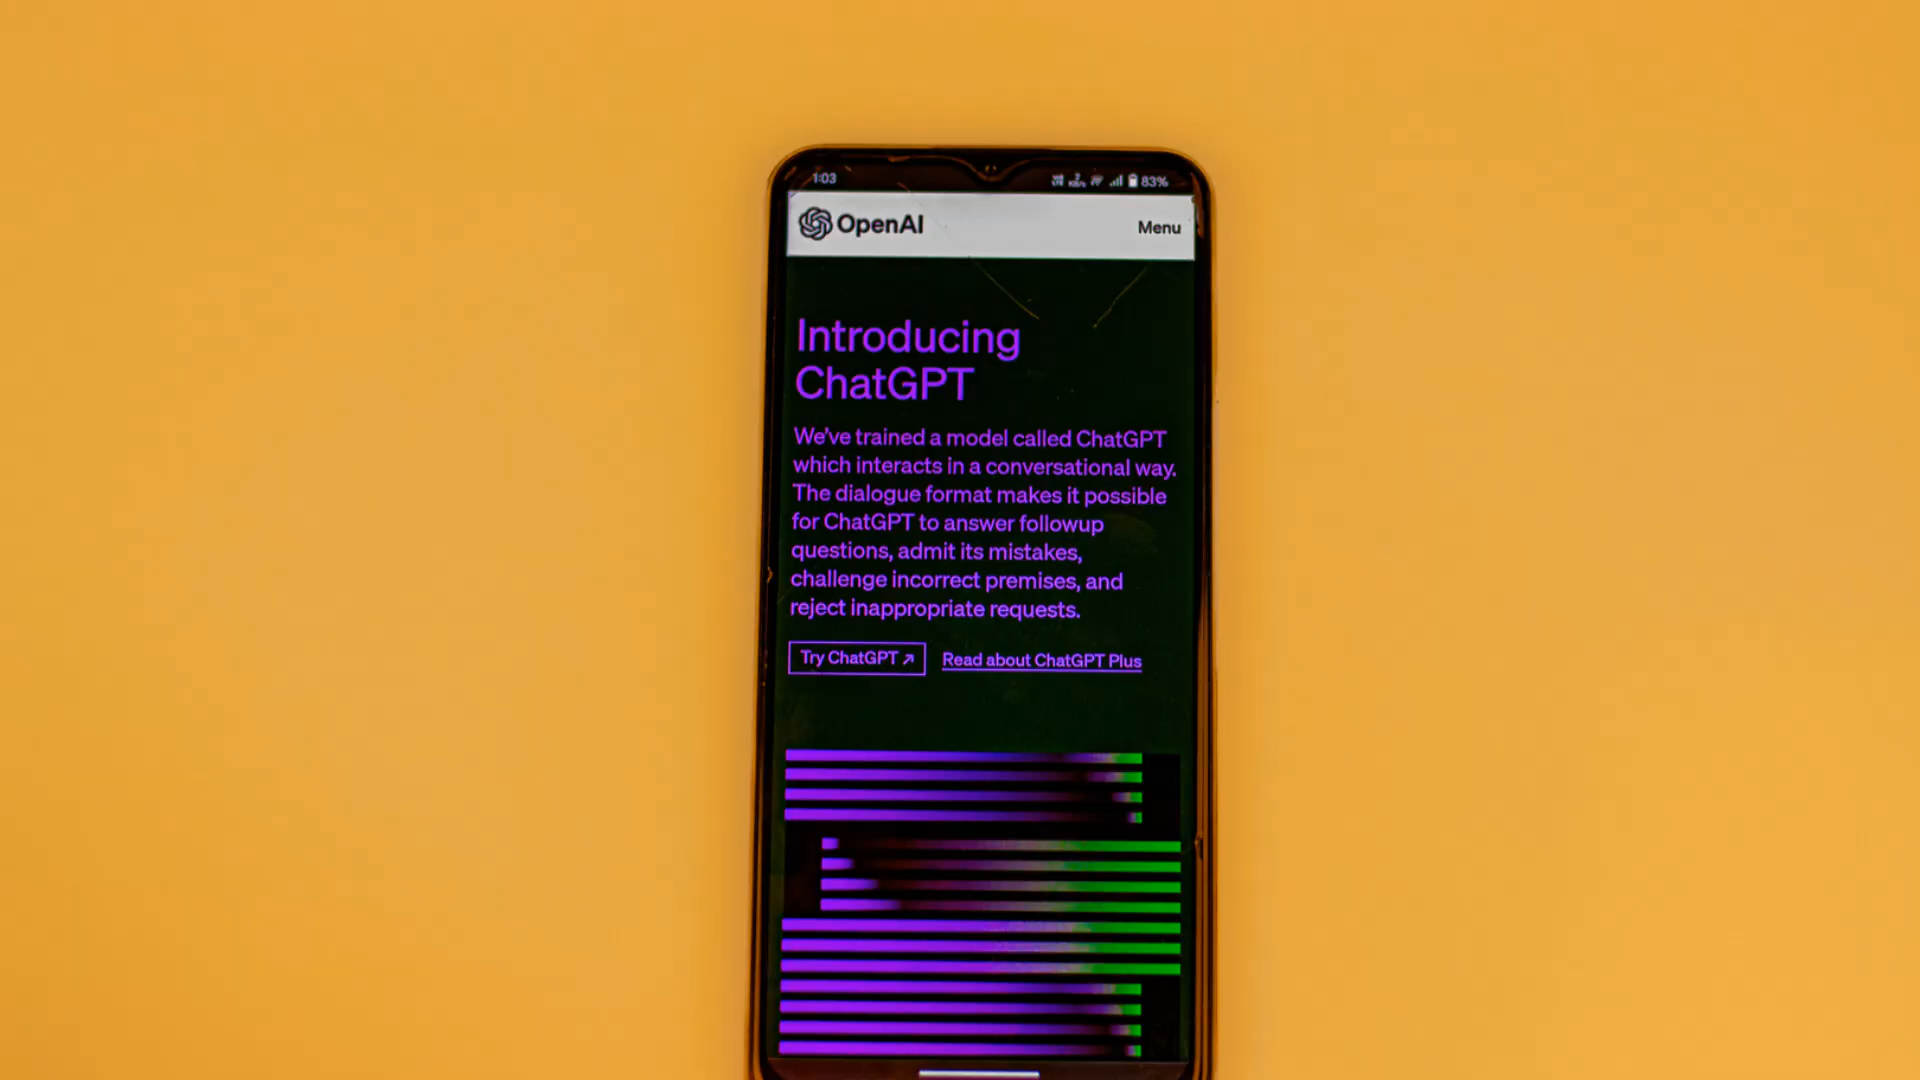 1:03
83%
OpenAI
Menu
Introducing
ChatGPT
We've trained a model called ChatGPT
which interacts in a conversational way.
The dialogue format makes it possible
for ChatGPT to answer followup
questions, admit its mistakes,
challenge incorrect premises, and
reject inappropriate requests.
Try ChatGPT ↗
Read about ChatGPT Plus